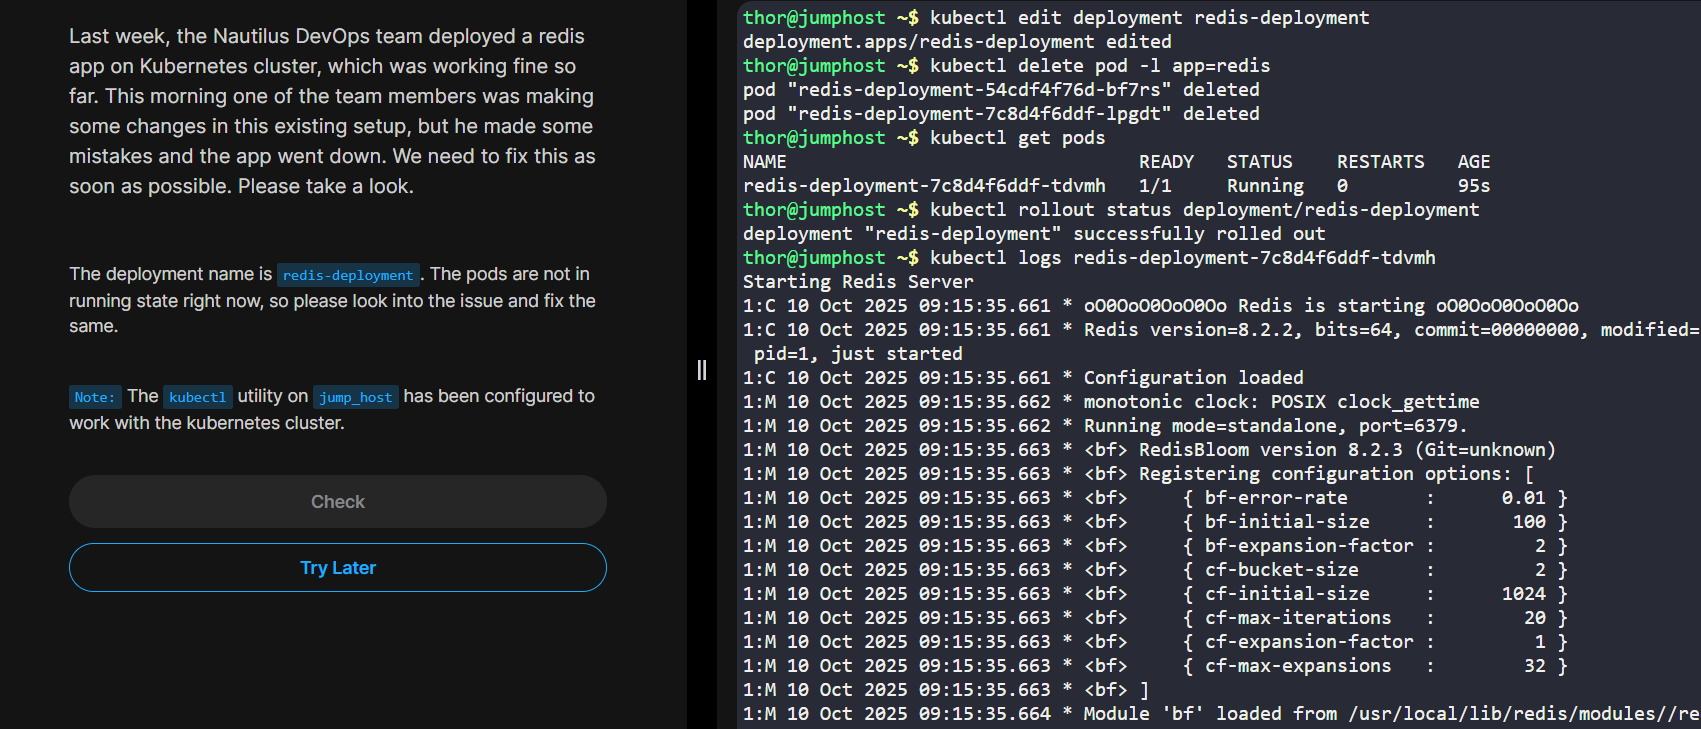 Last week, the Nautilus DevOps team deployed a redis
app on Kubernetes cluster, which was working fine so
far. This morning one of the team members was making
some changes in this existing setup, but he made some
mistakes and the app went down. We need to fix this as
soon as possible. Please take a look.
The deployment name is redis-deployment. The pods are not in
running state right now, so please look into the issue and fix the
same.
Note: The kubectl utility on jump_host has been configured to
work with the kubernetes cluster.
Check
Try Later
thor@jumphost ~$ kubectl edit deployment redis-deployment
deployment.apps/redis-deployment edited
thor@jumphost ~$ kubectl delete pod -l app=redis
pod "redis-deployment-54cdf4f76d-bf7rs" deleted
pod "redis-deployment-7c8d4f6ddf-lpgdt" deleted
thor@jumphost ~$ kubectl get pods
NAME READY STATUS RESTARTS AGE
redis-deployment-7c8d4f6ddf-tdvmh 1/1 Running 0 95s
thor@jumphost ~$ kubectl rollout status deployment/redis-deployment
deployment "redis-deployment" successfully rolled out
thor@jumphost ~$ kubectl logs redis-deployment-7c8d4f6ddf-tdvmh
Starting Redis Server
1:C 10 Oct 2025 09:15:35.661 * oO0OoO0OoO0Oo Redis is starting oO0OoO0OoO0Oo
1:C 10 Oct 2025 09:15:35.661 * Redis version=8.2.2, bits=64, commit=00000000, modified=
pid=1, just started
1:C 10 Oct 2025 09:15:35.661 * Configuration loaded
1:M 10 Oct 2025 09:15:35.662 * monotonic clock: POSIX clock_gettime
1:M 10 Oct 2025 09:15:35.662 * Running mode=standalone, port=6379.
1:M 10 Oct 2025 09:15:35.663 * <bf> RedisBloom version 8.2.3 (Git=unknown)
1:M 10 Oct 2025 09:15:35.663 * <bf> Registering configuration options: [
1:M 10 Oct 2025 09:15:35.663 * <bf> { bf-error-rate : 0.01 }
1:M 10 Oct 2025 09:15:35.663 * <bf> { bf-initial-size : 100 }
1:M 10 Oct 2025 09:15:35.663 * <bf> { bf-expansion-factor : 2 }
1:M 10 Oct 2025 09:15:35.663 * <bf> { cf-bucket-size : 2 }
1:M 10 Oct 2025 09:15:35.663 * <bf> { cf-initial-size : 1024 }
1:M 10 Oct 2025 09:15:35.663 * <bf> { cf-max-iterations : 20 }
1:M 10 Oct 2025 09:15:35.663 * <bf> { cf-expansion-factor : 1 }
1:M 10 Oct 2025 09:15:35.663 * <bf> { cf-max-expansions : 32 }
1:M 10 Oct 2025 09:15:35.663 * <bf> ]
1:M 10 Oct 2025 09:15:35.664 * Module 'bf' loaded from /usr/local/lib/redis/modules//re